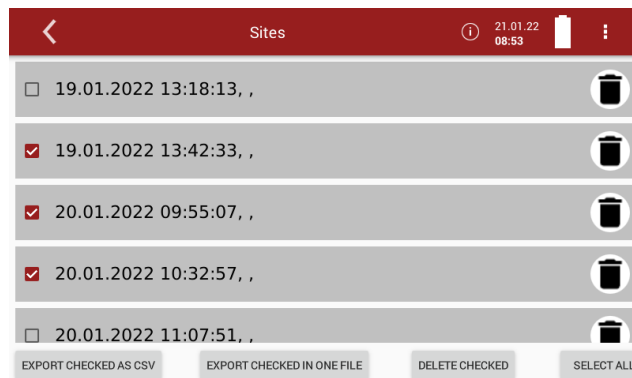 Sites
21.01.22
08:53
19.01.2022 13:18:13, ,
19.01.2022 13:42:33, ,
20.01.2022 09:55:07, ,
20.01.2022 10:32:57, ,
20.01.2022 11:07:51, ,
EXPORT CHECKED AS CSV EXPORT CHECKED IN ONE FILE DELETE CHECKED SELECT ALL